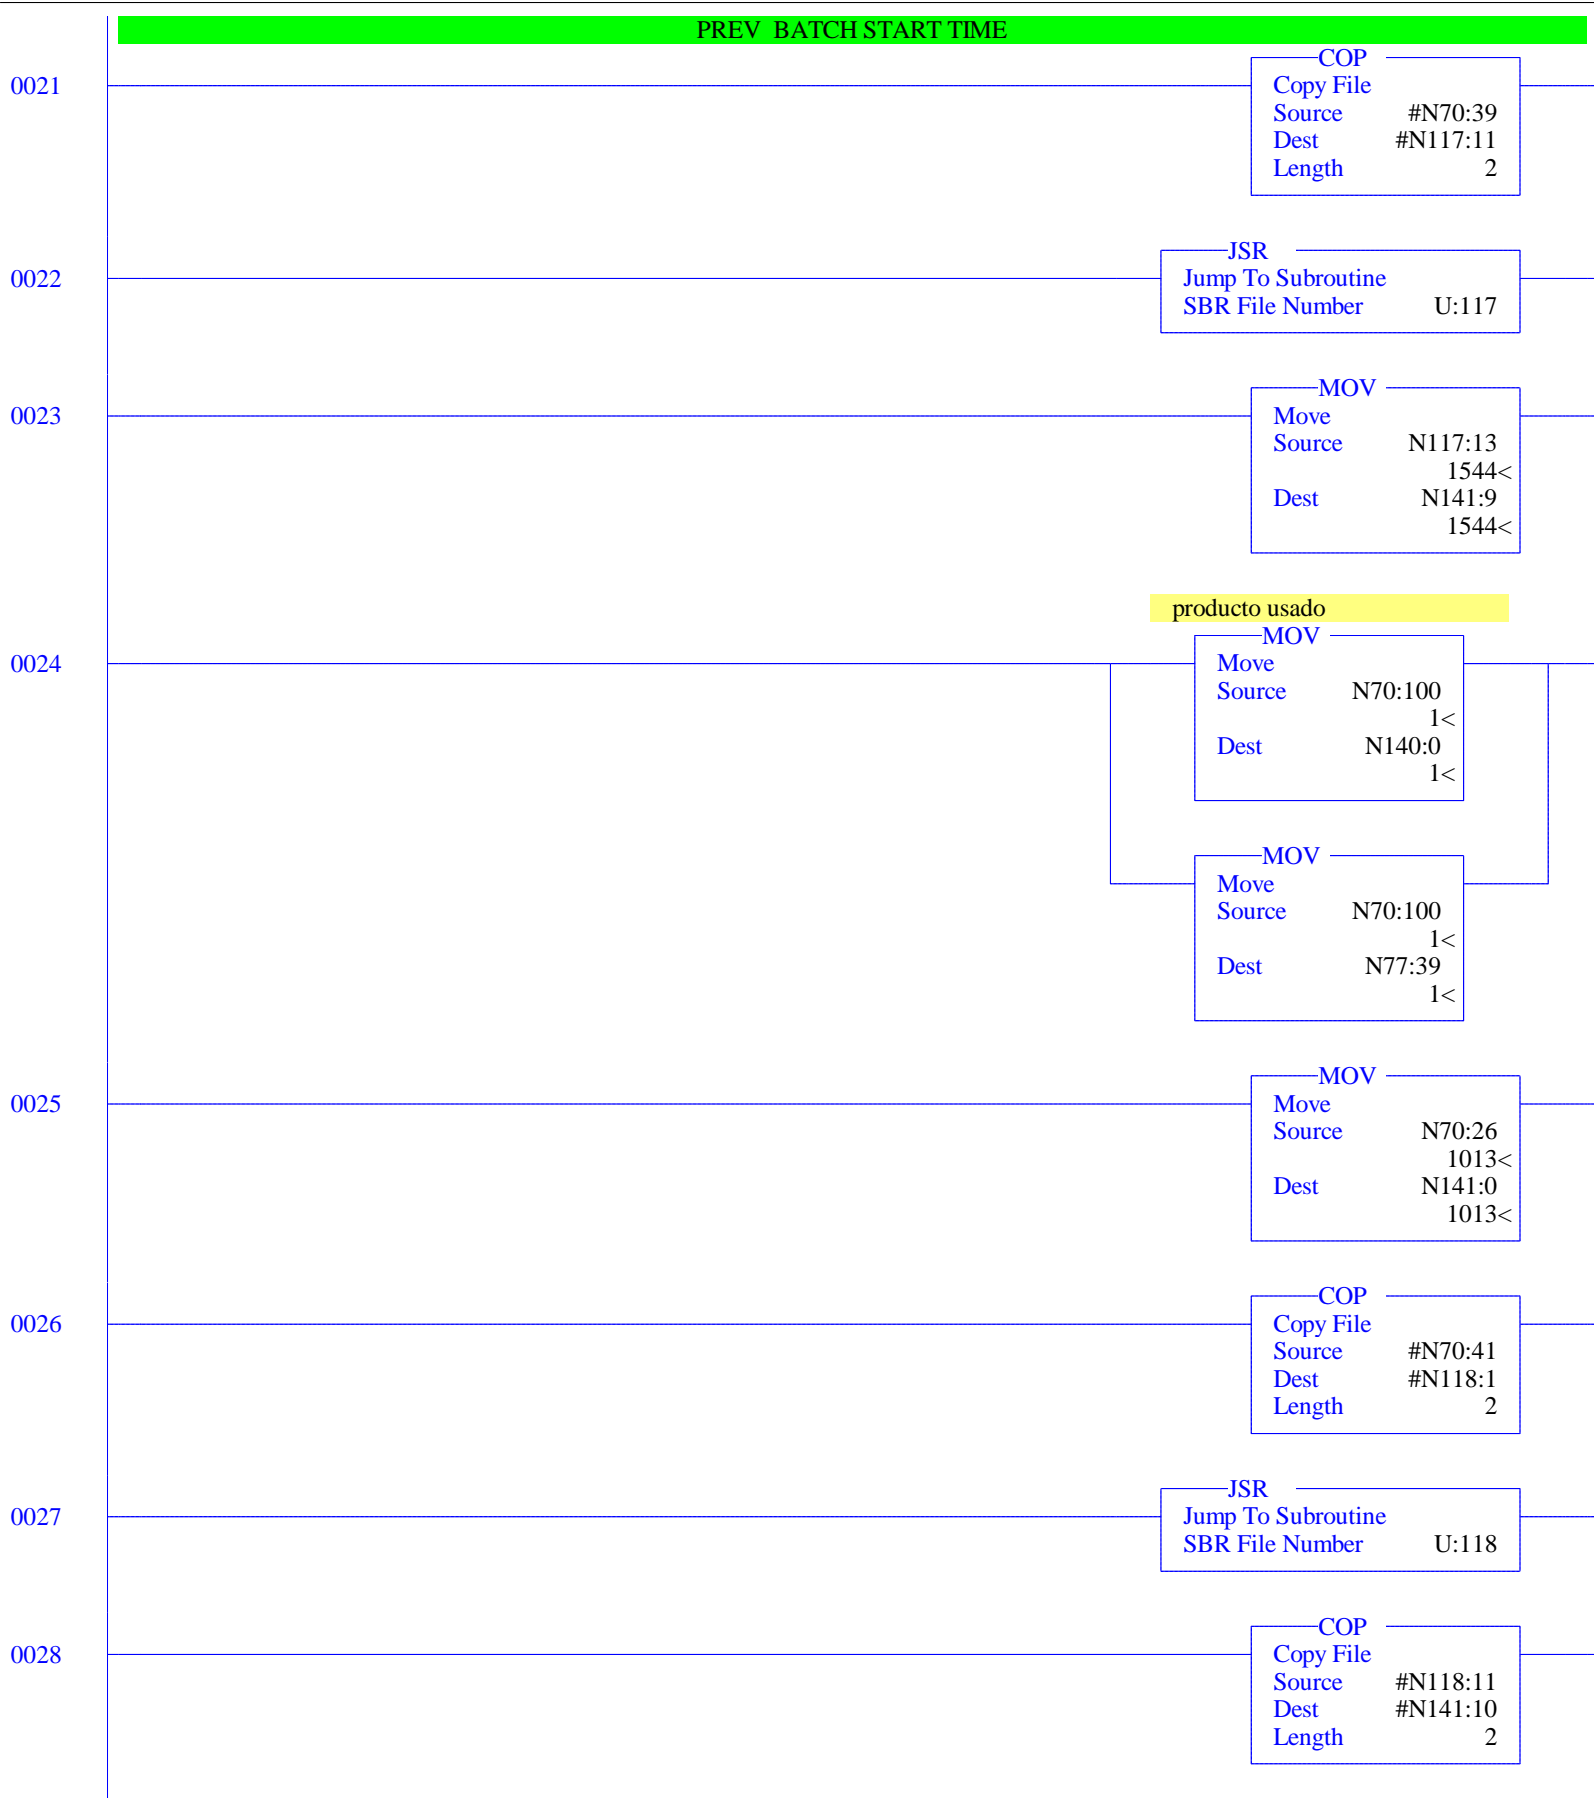 PREV BATCH START TIME
0021
COP
Copy File
Source #N70:39
Dest #N117:11
Length 2
0022
JSR
Jump To Subroutine
SBR File Number U:117
0023
MOV
Move
Source N117:13
1544<
Dest N141:9
1544<
producto usado
0024
MOV
Move
Source N70:100
1<
Dest N140:0
1<
MOV
Move
Source N70:100
1<
Dest N77:39
1<
0025
MOV
Move
Source N70:26
1013<
Dest N141:0
1013<
0026
COP
Copy File
Source #N70:41
Dest #N118:1
Length 2
0027
JSR
Jump To Subroutine
SBR File Number U:118
0028
COP
Copy File
Source #N118:11
Dest #N141:10
Length 2